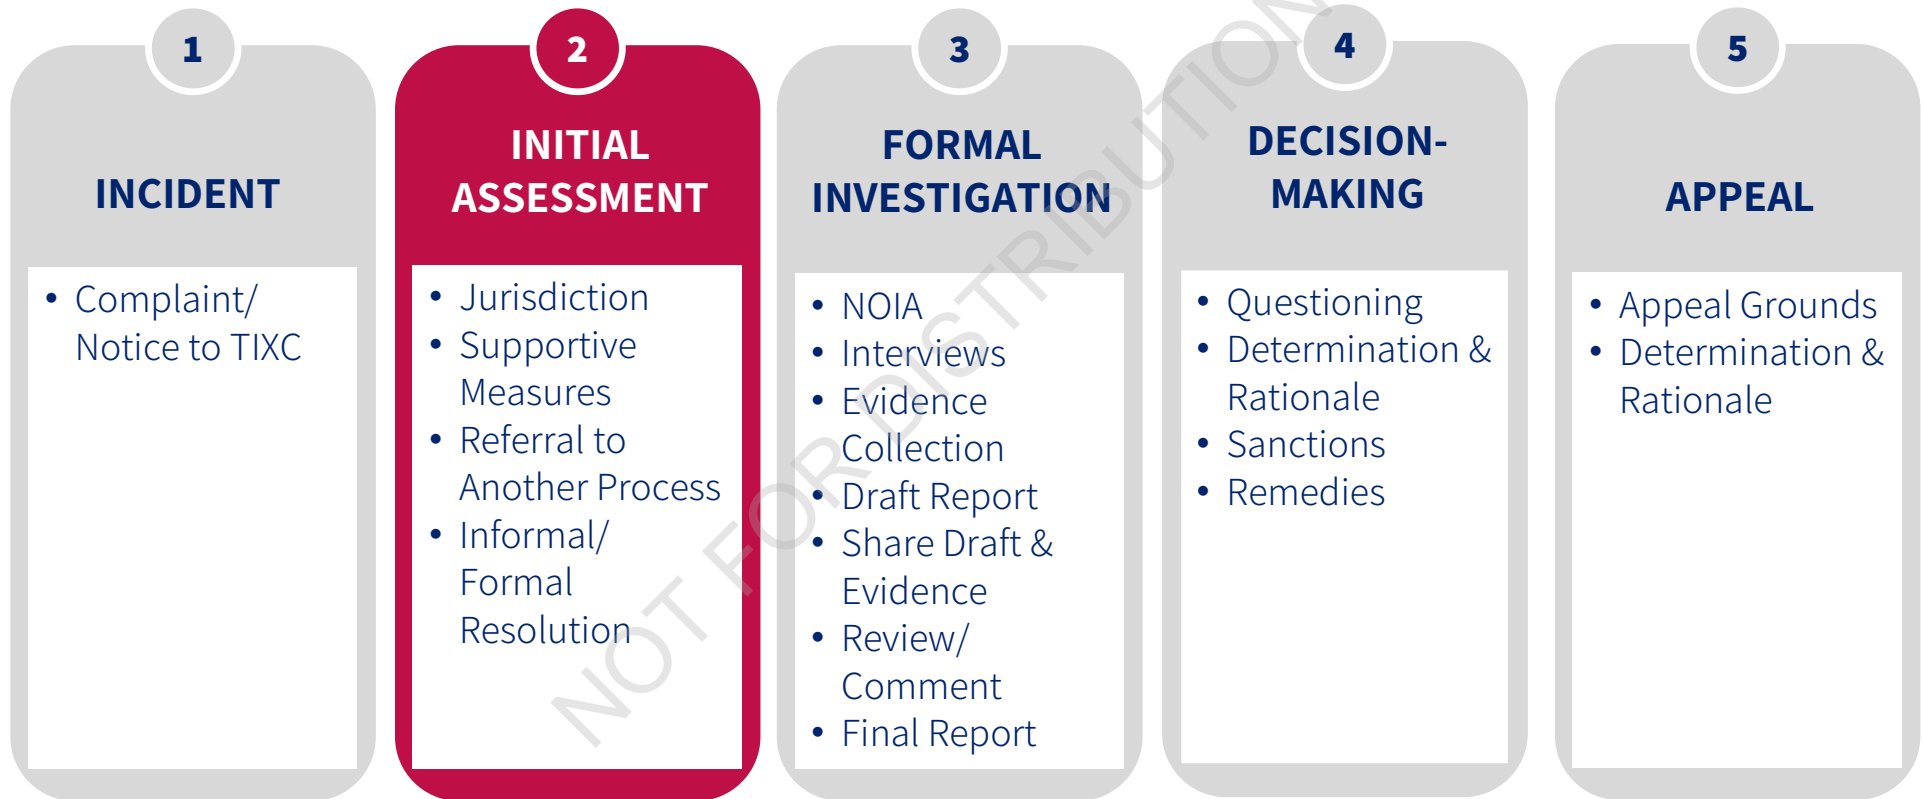 1
INCIDENT
• Complaint/
Notice to TIXC
2
INITIAL
ASSESSMENT
• Jurisdiction
• Supportive
Measures
• Referral to
Another Process
• Informal/
Formal
Resolution
3
FORMAL
INVESTIGATION
• NOIA
• Interviews
• Evidence
Collection
• Draft Report
• Share Draft &
Evidence
• Review/
Comment
• Final Report
4
DECISION-
MAKING
• Questioning
• Determination &
Rationale
• Sanctions
• Remedies
5
APPEAL
• Appeal Grounds
• Determination &
Rationale
NOT FOR DISTRIBUTION